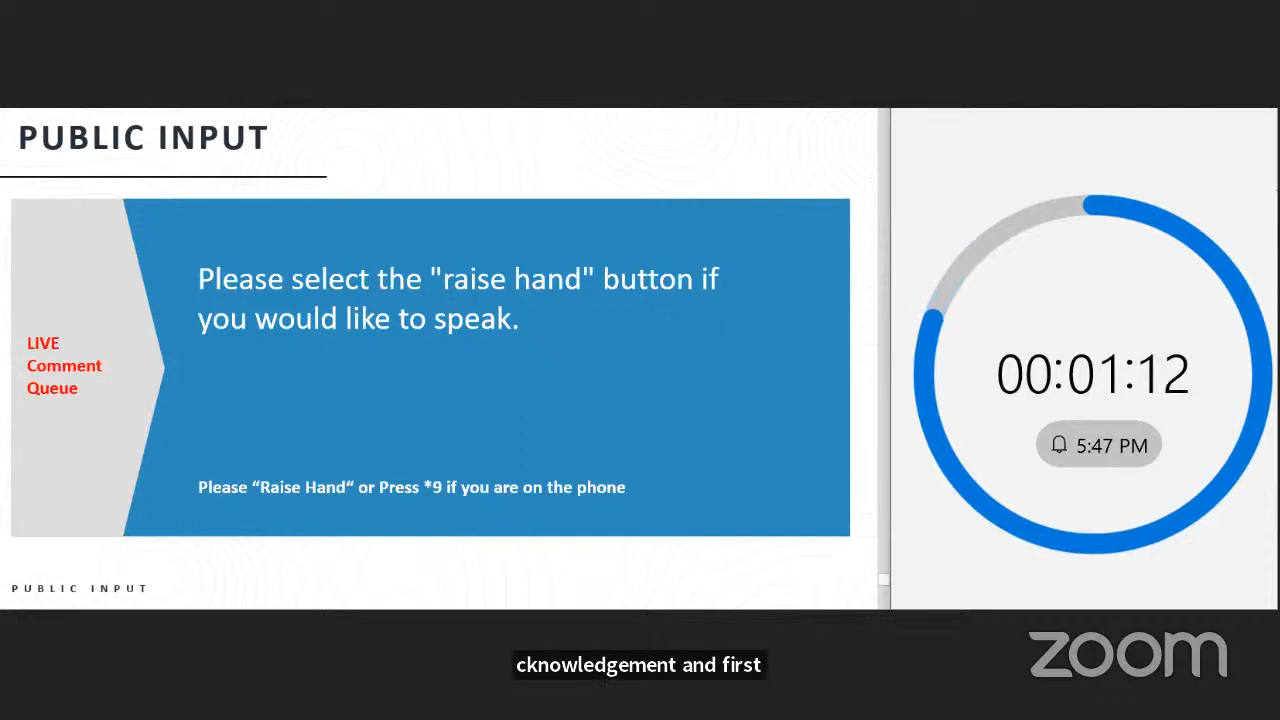 PUBLIC INPUT
LIVE
Comment
Queue
Please select the "raise hand" button if
you would like to speak.
Please “Raise Hand“ or Press *9 if you are on the phone
PUBLIC INPUT
00:01:12
5:47 PM
cknowledgement and first
zoom